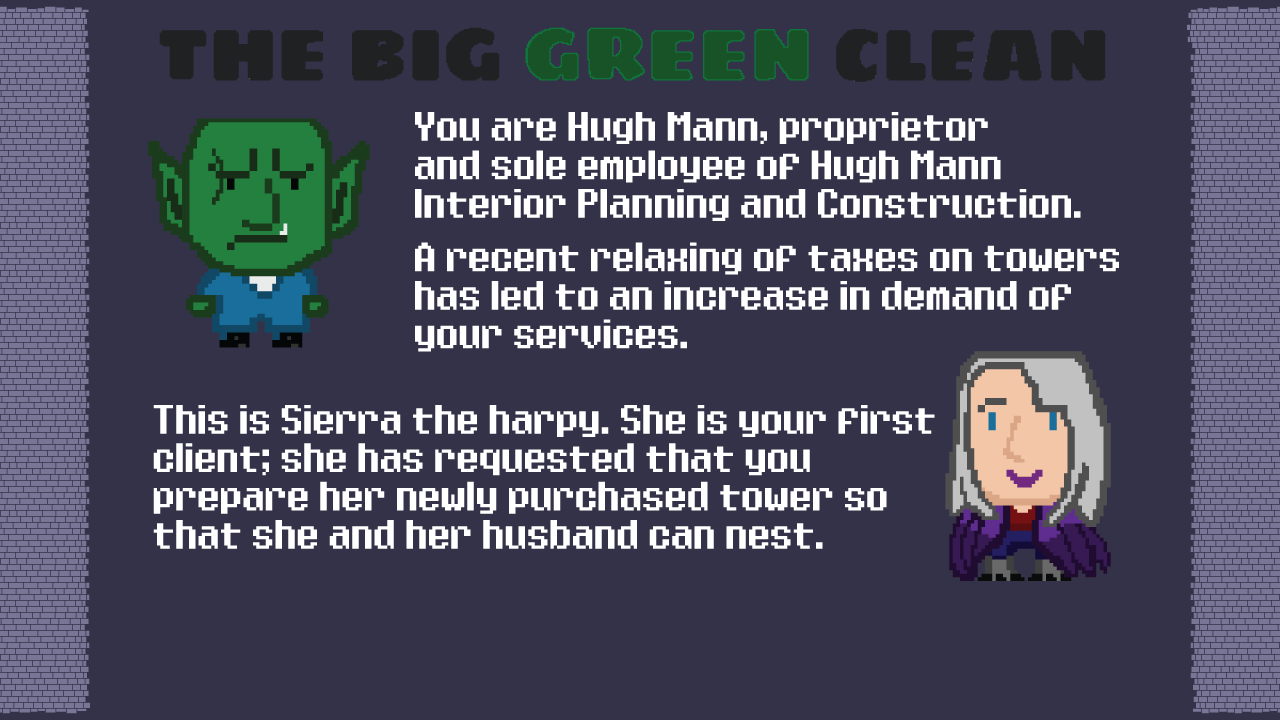 THE BIG GREEN CLEAN
You are Hugh Mann, proprietor
and sole employee of Hugh Mann
Interior Planning and Construction.
A recent relaxing of taxes on towers
has led to an increase in demand of
your services.
This is Sierra the harpy. She is your first
client; she has requested that you
prepare her newly purchased tower so
that she and her husband can nest.